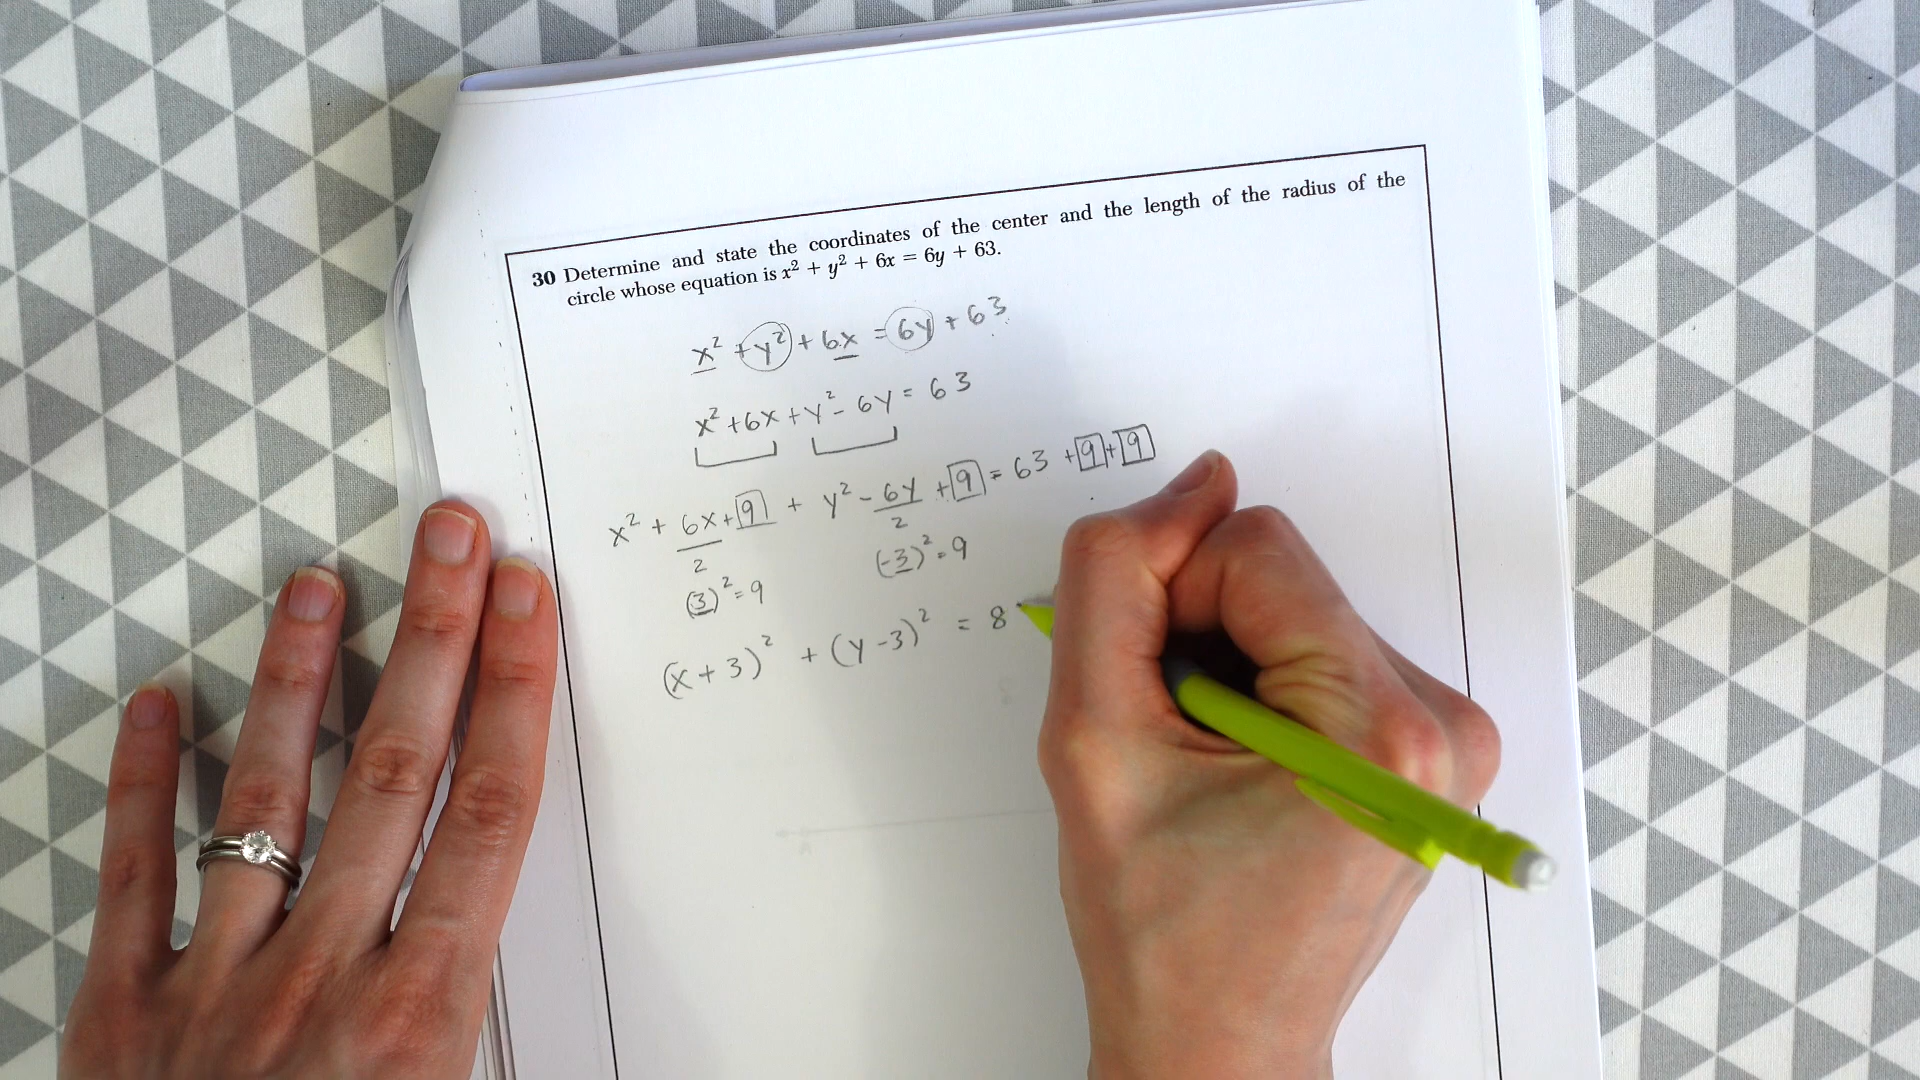 30 Determine and state the coordinates of the center and the length of the radius of the
circle whose equation is x² + y² + 6x = 6y + 63.
x² + y² + 6x = 6y + 63
x² + 6x + y² - 6y = 63
x² + 6x + 9 + y² - 6y + 9 = 63 + 9 + 9
2 2
(3)² = 9 (-3)² = 9
(x + 3)² + (y - 3)² = 8